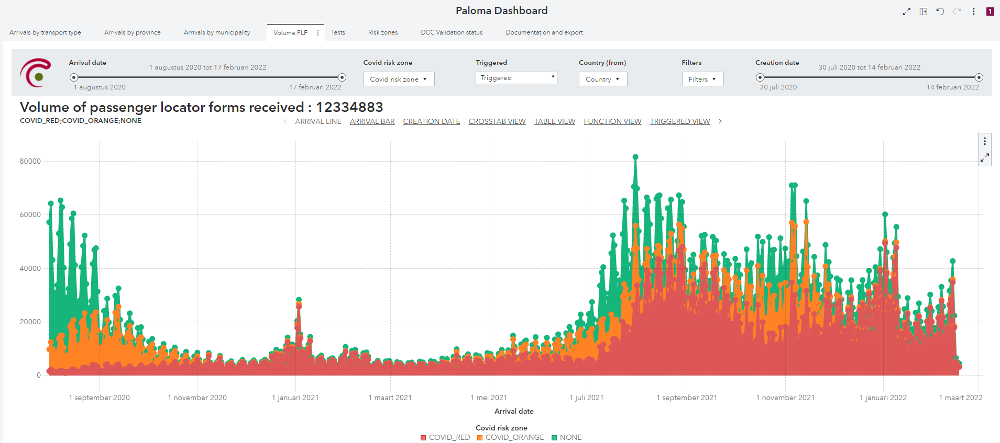 Paloma Dashboard
1
Arrivals by transport type Arrivals by province Arrivals by municipality Volume PLF Tests Risk zones DCC Validation status Documentation and export
Arrival date
1 augustus 2020 tot 17 februari 2022
1 augustus 2020 17 februari 2022
Covid risk zone
Covid risk zone
Triggered
Triggered
Country (from)
Country
Filters
Filters
Creation date
30 juli 2020 tot 14 februari 2022
30 juli 2020 14 februari 2022
Volume of passenger locator forms received : 12334883
COVID_RED;COVID_ORANGE;NONE
ARRIVAL LINE ARRIVAL BAR CREATION DATE CROSSTAB VIEW TABLE VIEW FUNCTION VIEW TRIGGERED VIEW
80000
60000
40000
20000
0
1 september 2020 1 november 2020 1 januari 2021 1 maart 2021 1 mei 2021 1 juli 2021 1 september 2021 1 november 2021 1 januari 2022 1 maart 2022
Arrival date
Covid risk zone
COVID_RED COVID_ORANGE NONE